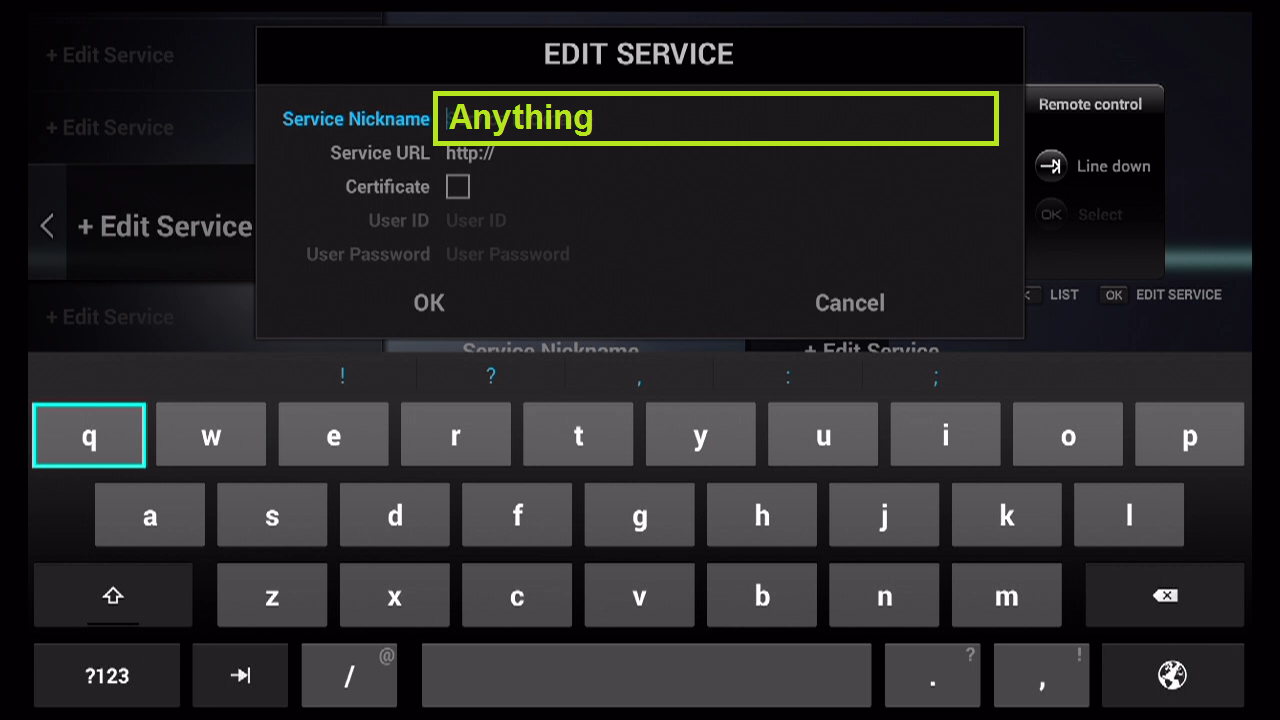 + Edit Service
+ Edit Service
+ Edit Service
+ Edit Service
EDIT SERVICE
Service Nickname Anything
Service URL http://
Certificate
User ID User ID
User Password User Password
OK Cancel
Remote control
Line down
OK Select
< LIST OK EDIT SERVICE
Service Nickname + Edit Service
! ? , : ;
q w e r t y u i o p
a s d f g h j k l
z x c v b n m
?123 / @ . ? , !